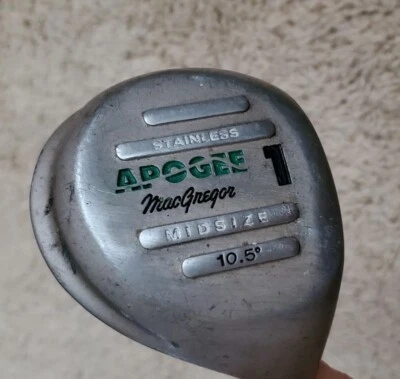 STAINLESS
APOGEE 1
MacGregor
MIDSIZE
10.5°